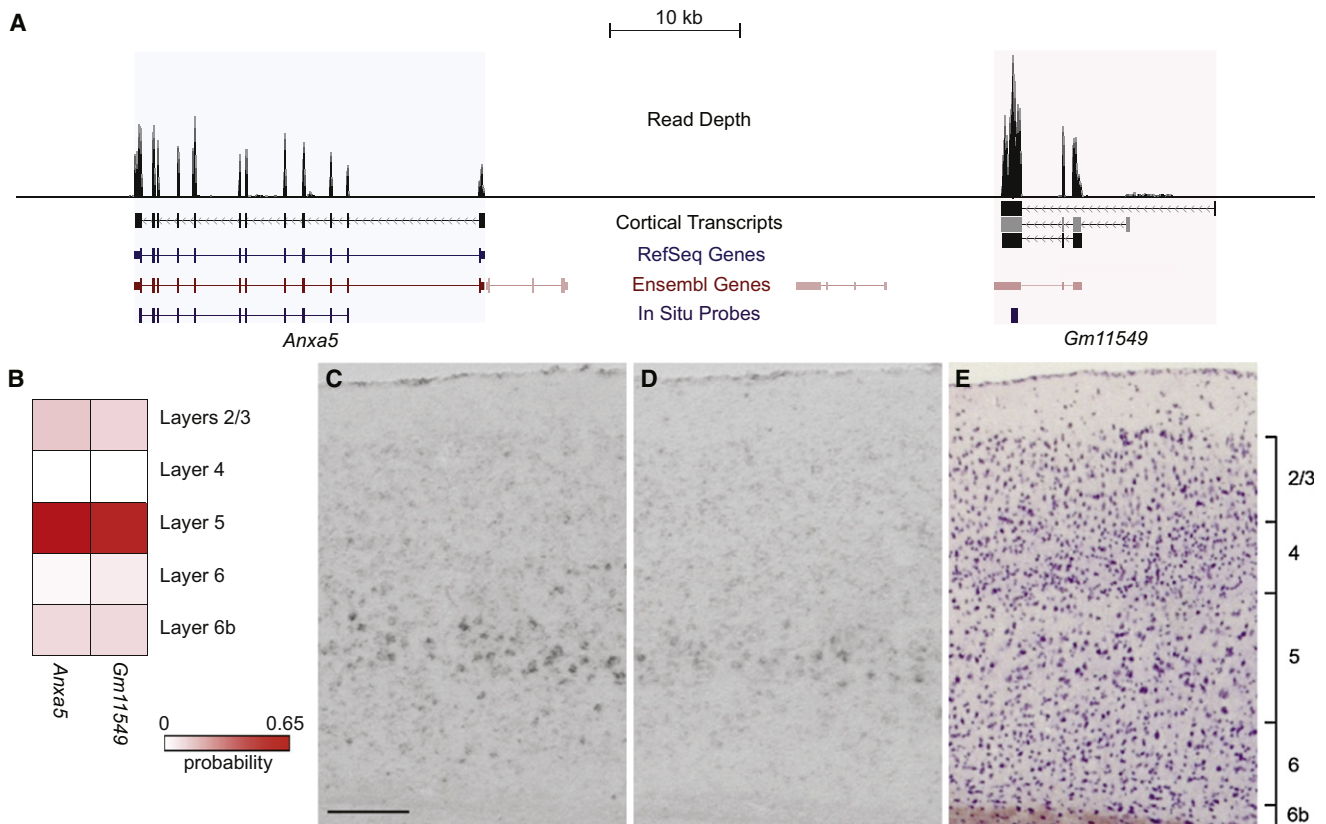 A
10 kb
Read Depth
Cortical Transcripts
RefSeq Genes
Ensembl Genes
In Situ Probes
Anxa5
Gm11549
B
Layers 2/3
Layer 4
Layer 5
Layer 6
Layer 6b
Anxa5
Gm11549
0
0.65
probability
C
D
E
2/3
4
5
6
6b